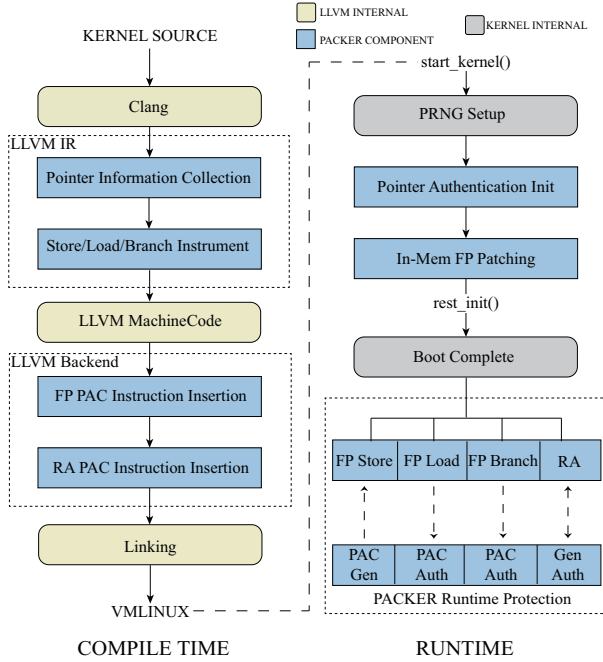 LLVM INTERNAL
PACKER COMPONENT
KERNEL INTERNAL
KERNEL SOURCE
Clang
LLVM IR
Pointer Information Collection
Store/Load/Branch Instrument
LLVM MachineCode
LLVM Backend
FP PAC Instruction Insertion
RA PAC Instruction Insertion
Linking
VMLINUX
COMPILE TIME
start_kernel()
PRNG Setup
Pointer Authentication Init
In-Mem FP Patching
rest_init()
Boot Complete
FP Store FP Load FP Branch RA
PAC PAC PAC Gen
Gen Auth Auth Auth
PACKER Runtime Protection
RUNTIME